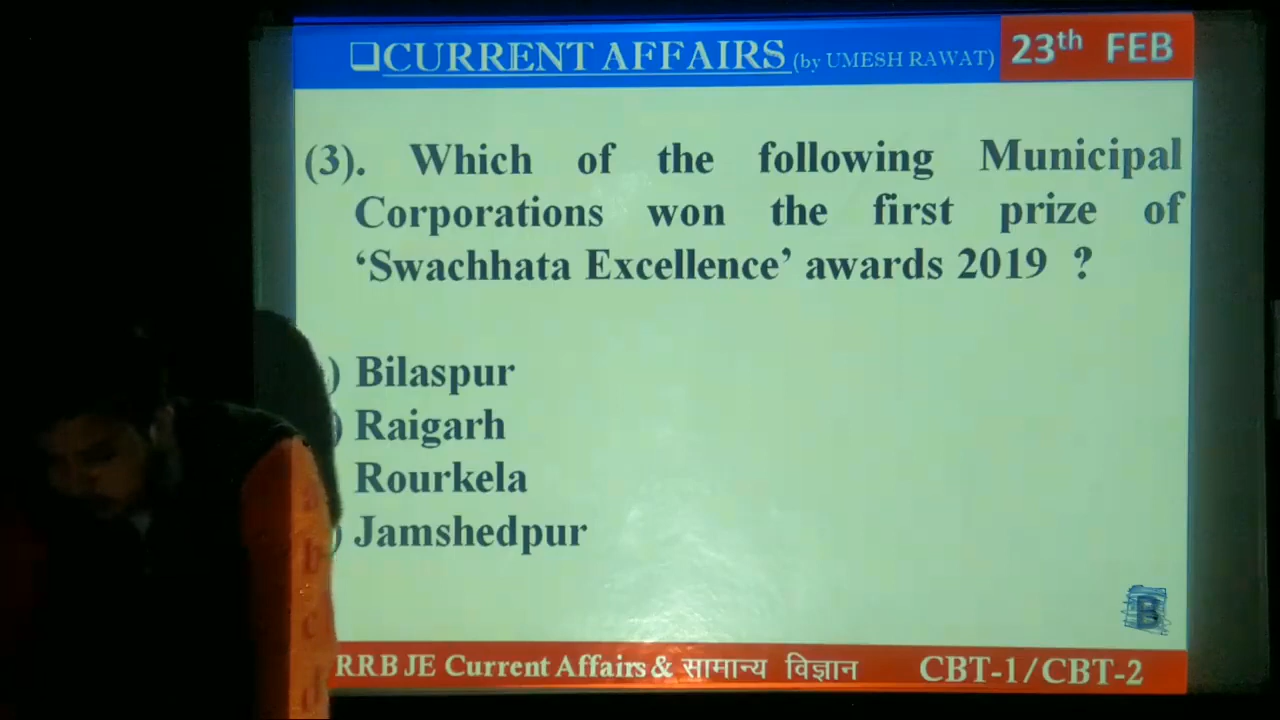 ❑CURRENT AFFAIRS (by UMESH RAWAT)
23th FEB
(3). Which of the following Municipal
Corporations won the first prize of
‘Swachhata Excellence’ awards 2019 ?
a) Bilaspur
b) Raigarh
c Rourkela
d) Jamshedpur
B
RRB JE Current Affairs & सामान्य विज्ञान CBT-1/CBT-2